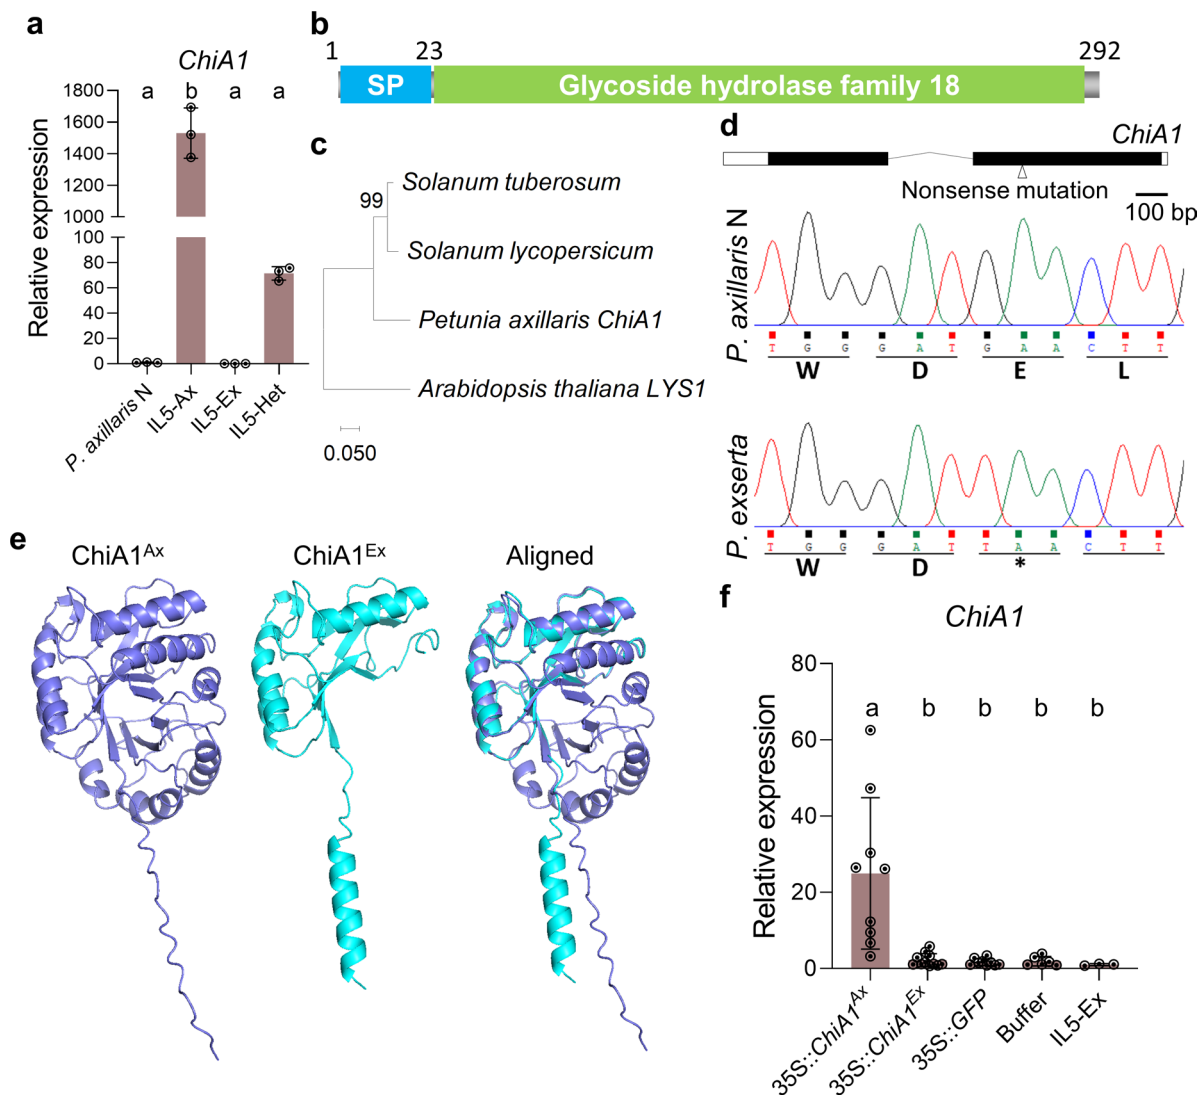 a
ChiA1
Relative expression
1800
1600
1400
1200
1000
100
80
60
40
20
0
a b a a
P. axillaris N
IL5-Ax
IL5-Ex
IL5-Het
b
1 23 292
SP Glycoside hydrolase family 18
c
99
Solanum tuberosum
Solanum lycopersicum
Petunia axillaris ChiA1
Arabidopsis thaliana LYS1
0.050
d
ChiA1
Nonsense mutation
100 bp
P. axillaris N
T G G G A T G A A C T T
W D E L
P. exserta
T G G G A T T A A C T T
W D *
e
ChiA1Ax ChiA1Ex Aligned
f
ChiA1
Relative expression
80
60
40
20
0
a b b b b
35S::ChiA1Ax
35S::ChiA1Ex
35S::GFP
Buffer
IL5-Ex